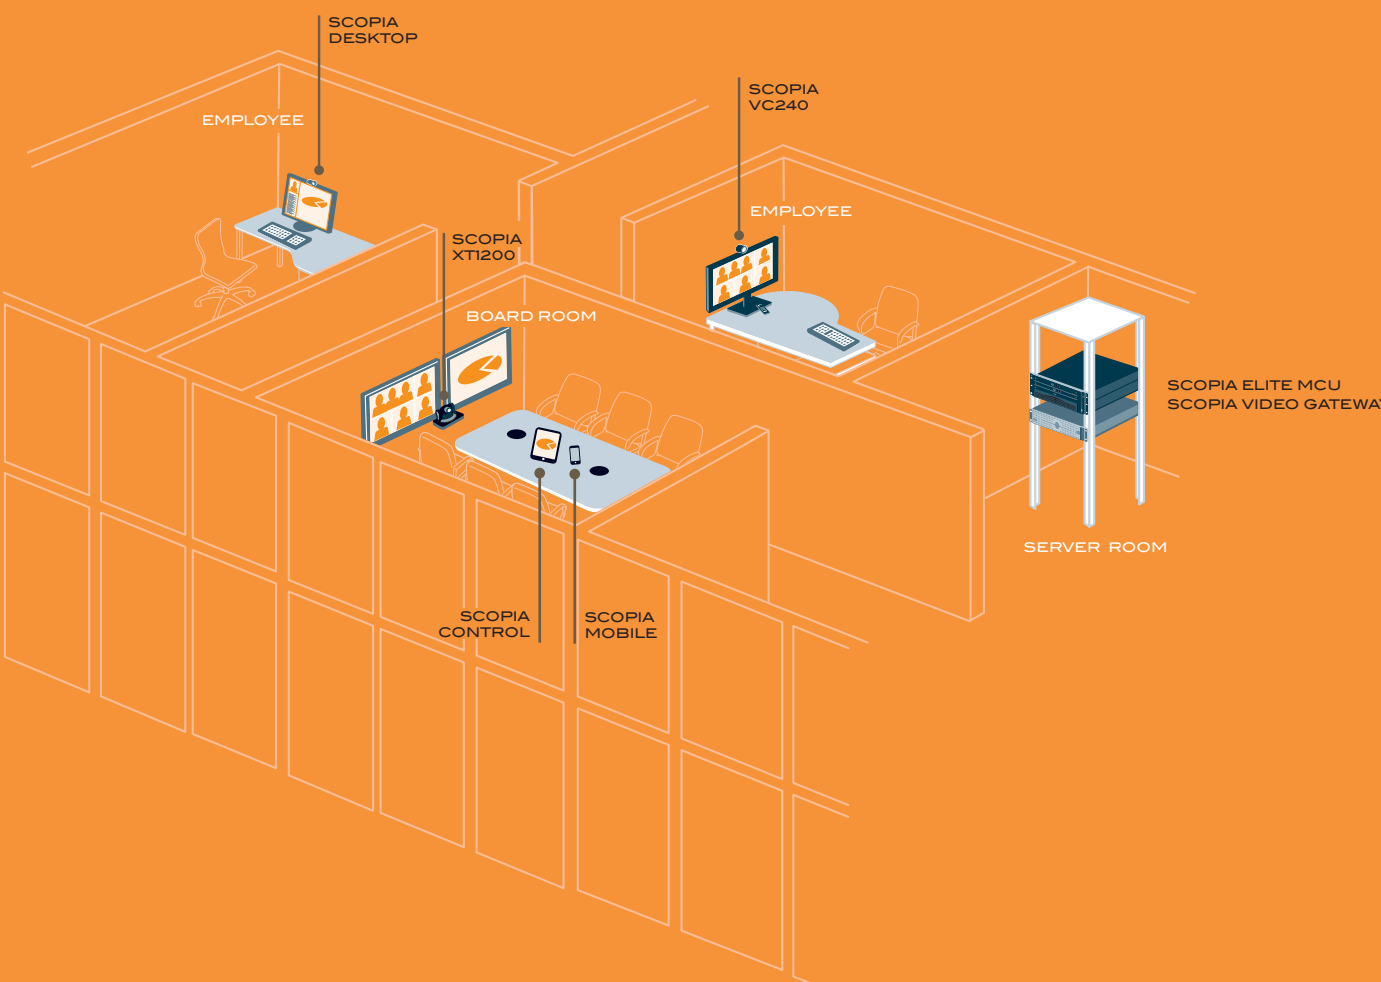 SCOPIA
DESKTOP
EMPLOYEE
SCOPIA
VC240
EMPLOYEE
SCOPIA
XT1200
BOARD ROOM
SCOPIA ELITE MCU
SCOPIA VIDEO GATEWAY
SERVER ROOM
SCOPIA
CONTROL
SCOPIA
MOBILE